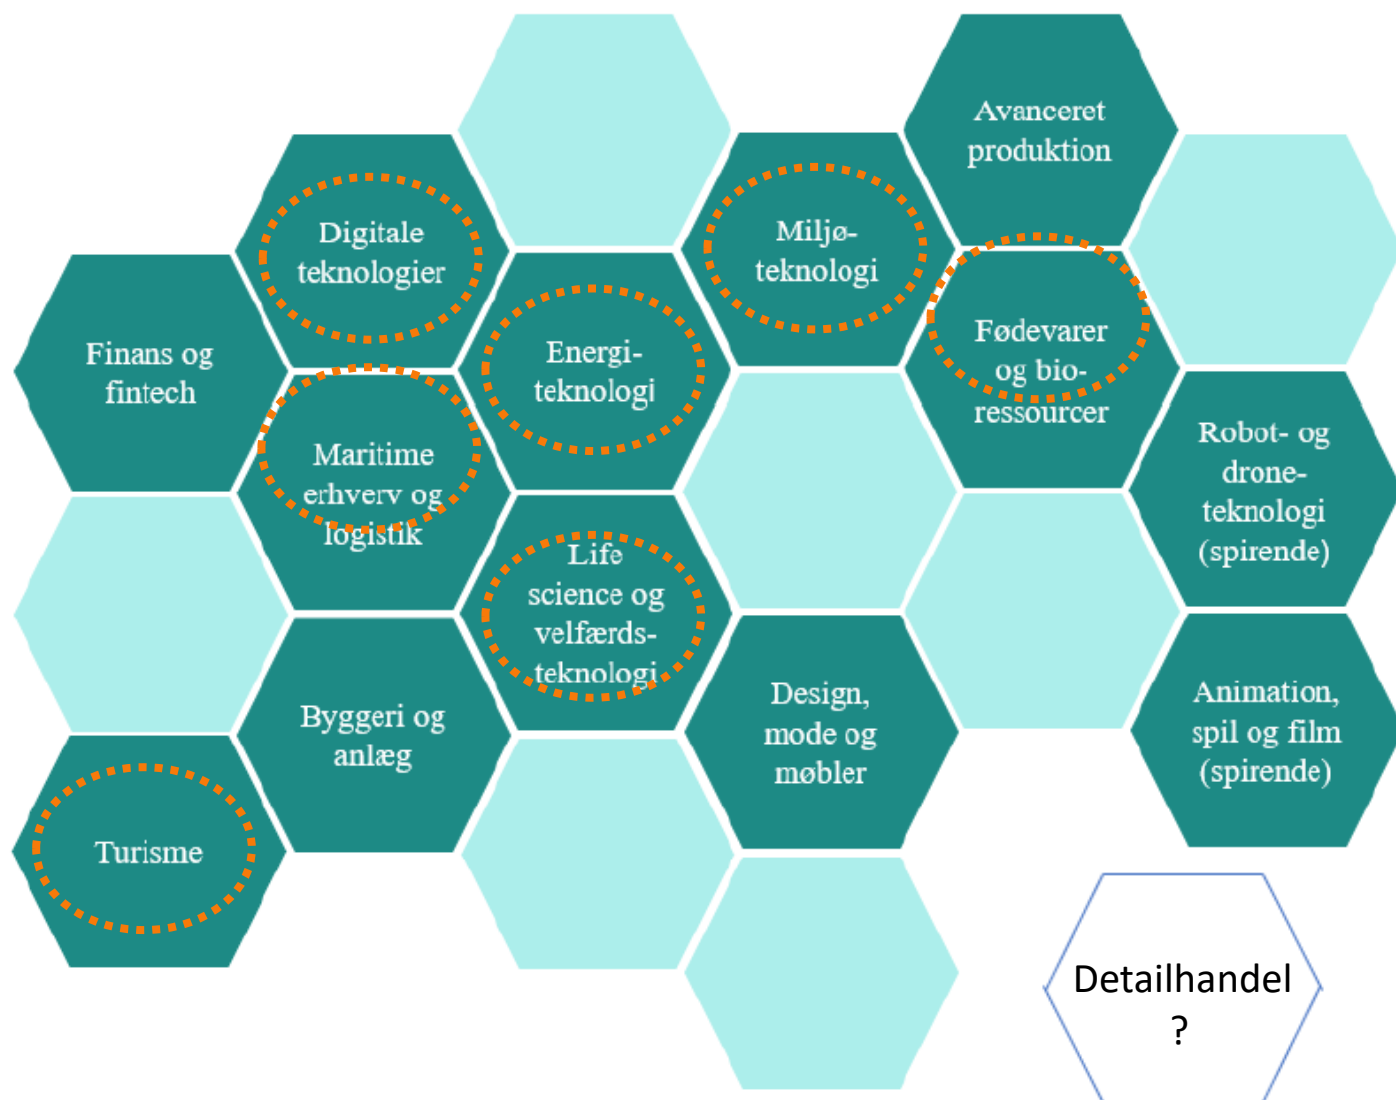 Avanceret
produktion
Digitale
teknologier
Miljø-
teknologi
Finans og
fintech
Energi-
teknologi
Fødevarer
og bio-
ressourcer
Maritime
erhverv og
logistik
Robot- og
drone-
teknologi
(spirende)
Life
science og
velfærds-
teknologi
Byggeri og
anlæg
Design,
mode og
møbler
Animation,
spil og film
(spirende)
Turisme
Detailhandel
?